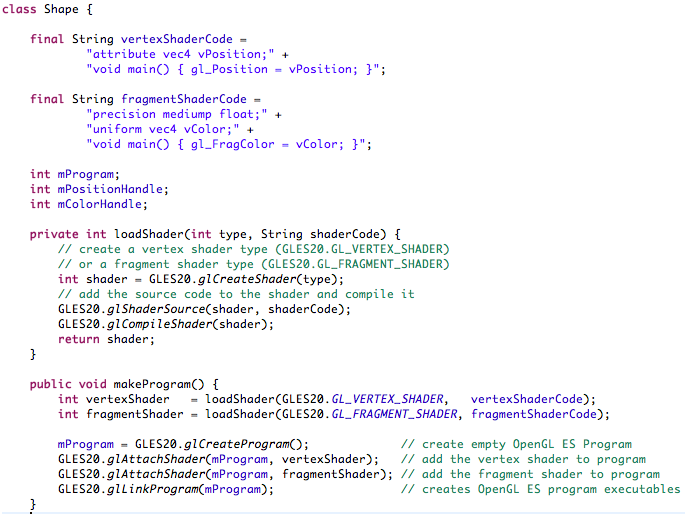 class Shape {
final String vertexShaderCode =
"attribute vec4 vPosition;" +
"void main() { gl_Position = vPosition; }";
final String fragmentShaderCode =
"precision mediump float;" +
"uniform vec4 vColor;" +
"void main() { gl_FragColor = vColor; }";
int mProgram;
int mPositionHandle;
int mColorHandle;
private int loadShader(int type, String shaderCode) {
// create a vertex shader type (GLES20.GL_VERTEX_SHADER)
// or a fragment shader type (GLES20.GL_FRAGMENT_SHADER)
int shader = GLES20.glCreateShader(type);
// add the source code to the shader and compile it
GLES20.glShaderSource(shader, shaderCode);
GLES20.glCompileShader(shader);
return shader;
}
public void makeProgram() {
int vertexShader   = loadShader(GLES20.GL_VERTEX_SHADER,   vertexShaderCode);
int fragmentShader = loadShader(GLES20.GL_FRAGMENT_SHADER, fragmentShaderCode);
mProgram = GLES20.glCreateProgram();             // create empty OpenGL ES Program
GLES20.glAttachShader(mProgram, vertexShader);   // add the vertex shader to program
GLES20.glAttachShader(mProgram, fragmentShader); // add the fragment shader to program
GLES20.glLinkProgram(mProgram);                  // creates OpenGL ES program executables
}